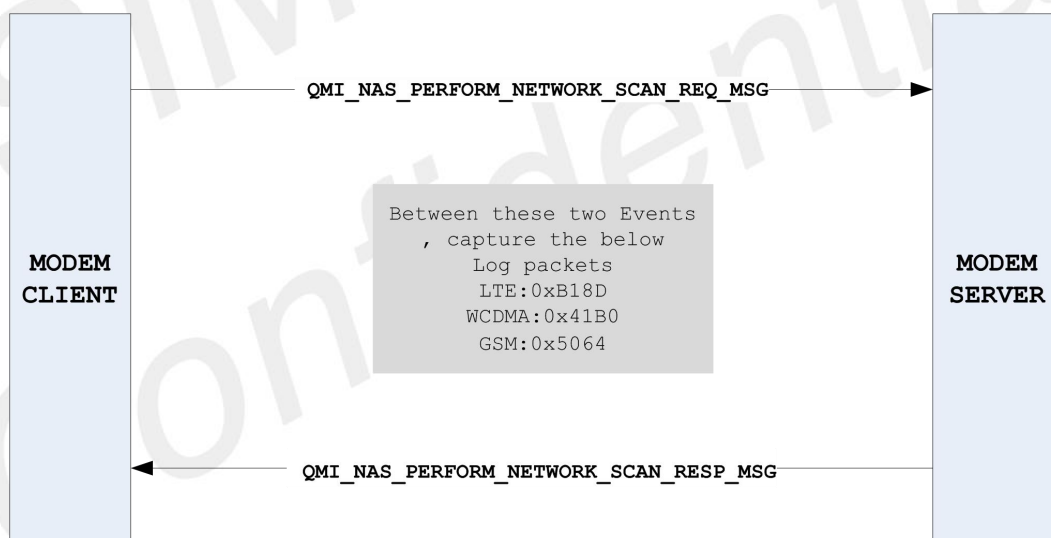 QMI_NAS_PERFORM_NETWORK_SCAN_REQ_MSG
Between these two Events
, capture the below
Log packets
LTE:0xB18D
WCDMA:0x41B0
GSM:0x5064
MODEM
CLIENT
MODEM
SERVER
QMI_NAS_PERFORM_NETWORK_SCAN_RESP_MSG